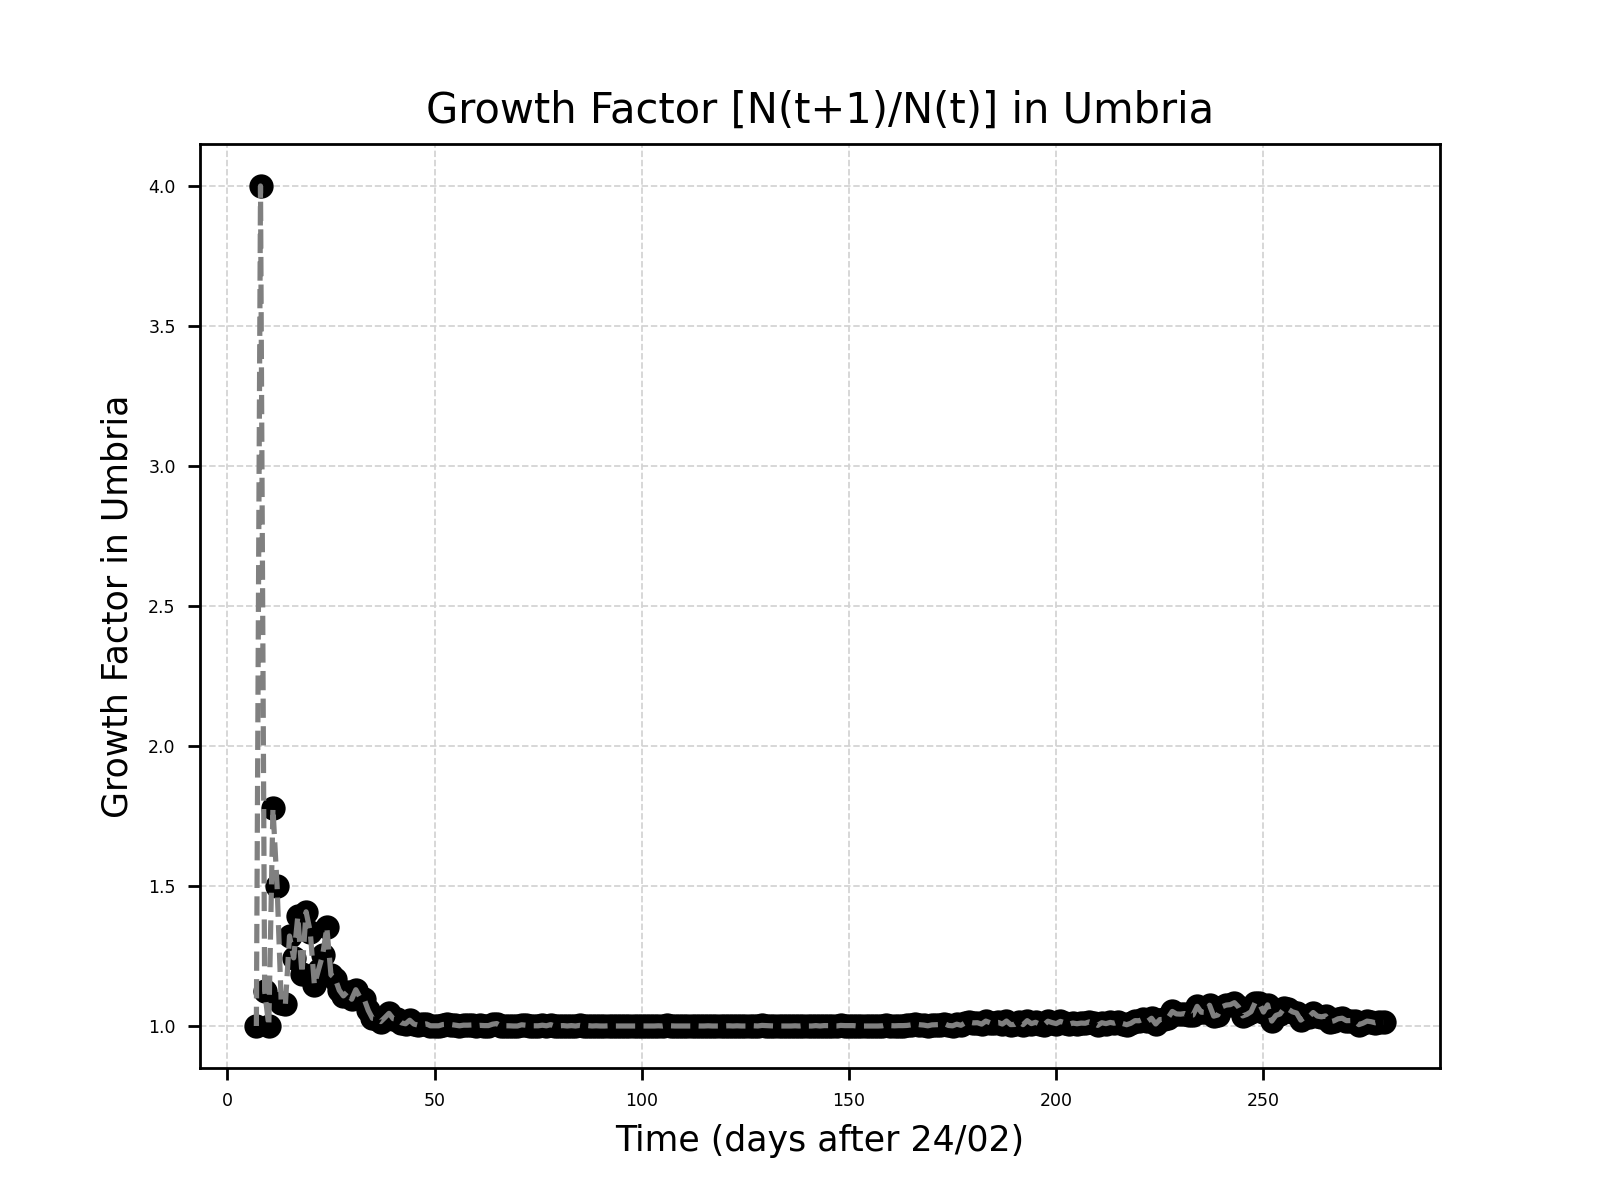 Growth Factor [N(t+1)/N(t)] in Umbria
Growth Factor in Umbria
4.0
3.5
3.0
2.5
2.0
1.5
1.0
0 50 100 150 200 250
Time (days after 24/02)